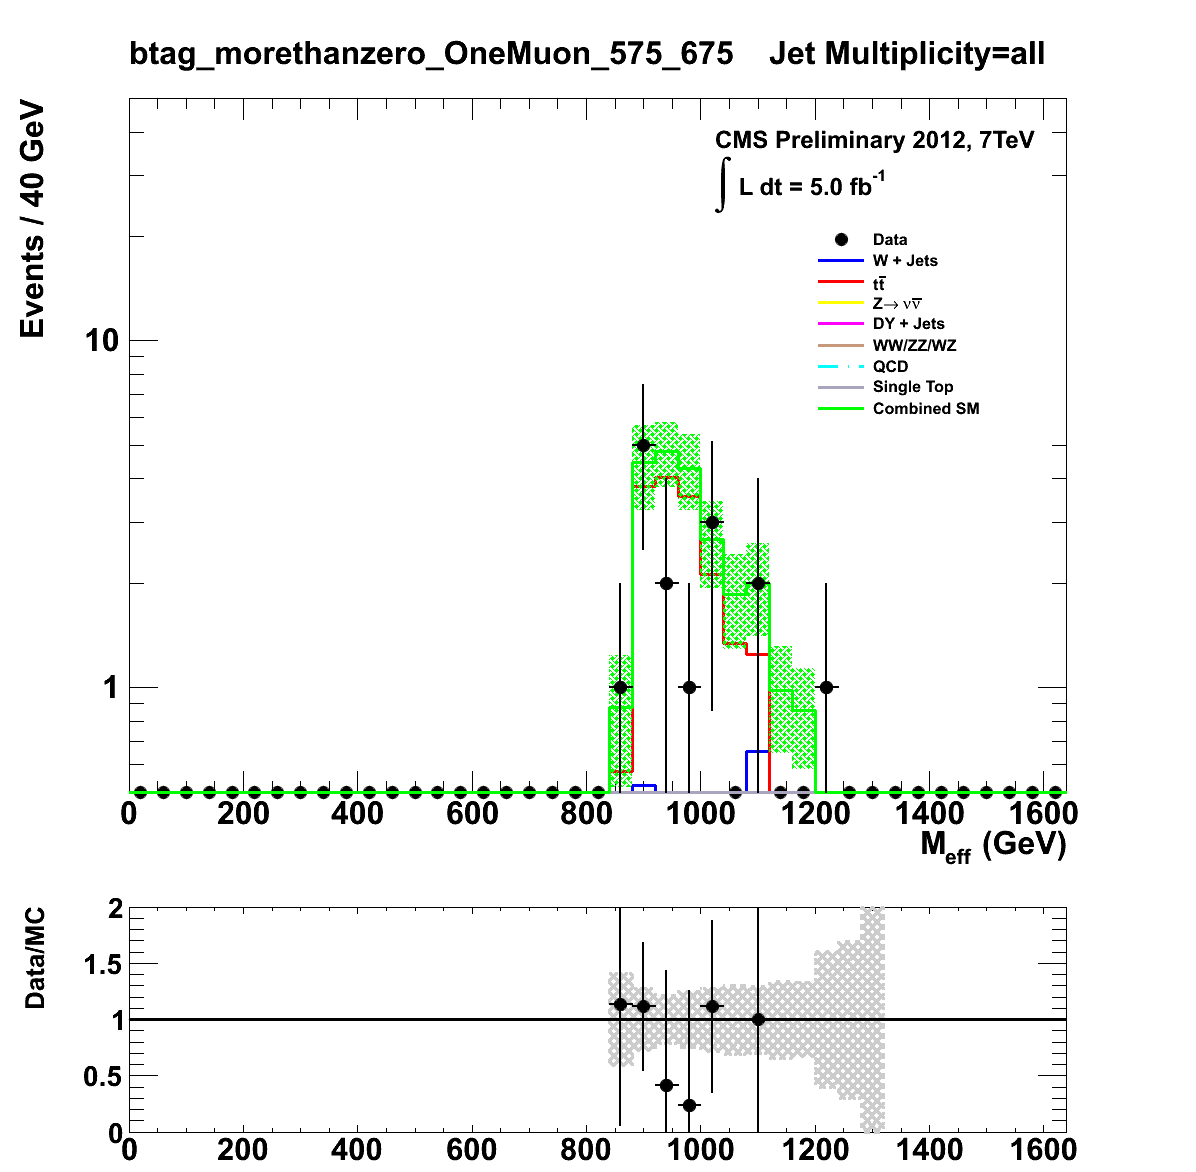 btag_morethanzero_OneMuon_575_675 Jet Multiplicity=all
Events / 40 GeV
CMS Preliminary 2012, 7TeV
∫ L dt = 5.0 fb⁻¹
Data
W + Jets
tt̅
Z→ νν̅
DY + Jets
WW/ZZ/WZ
QCD
Single Top
Combined SM
10
1
0 200 400 600 800 1000 1200 1400 1600
M_eff (GeV)
Data/MC
2
1.5
1
0.5
0
0 200 400 600 800 1000 1200 1400 1600